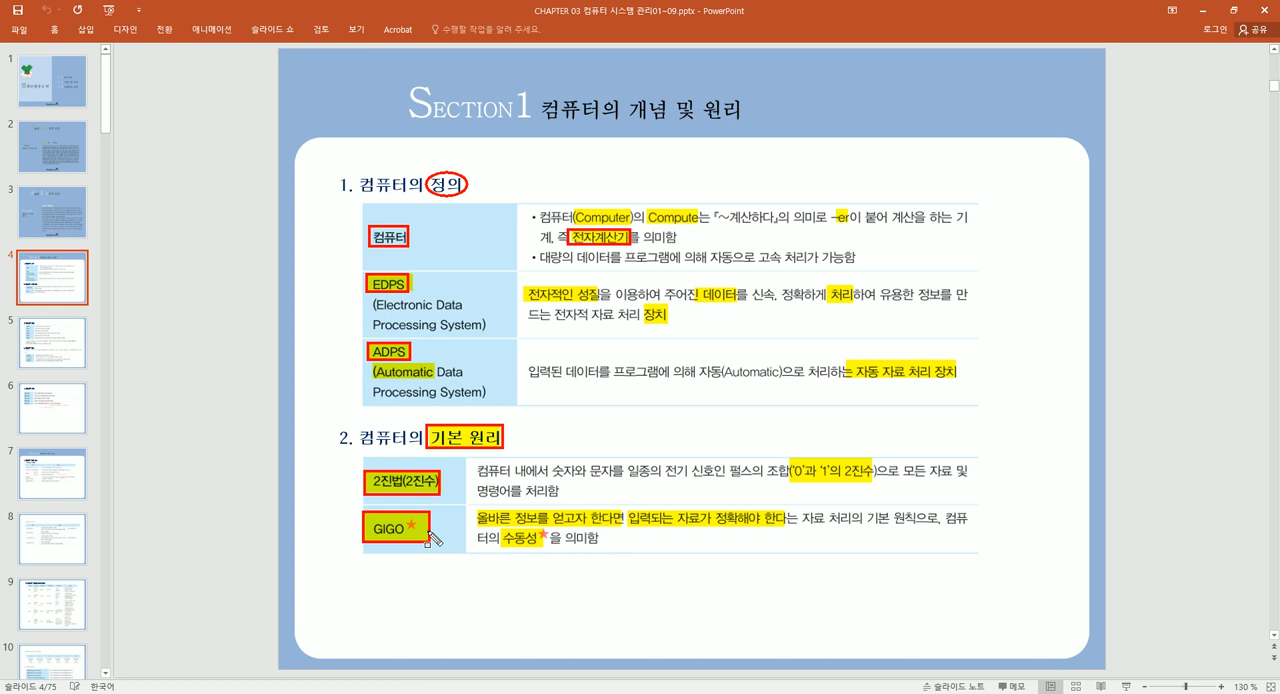 CHAPTER 03 컴퓨터 시스템 관리01~09.pptx - PowerPoint
파일 홈 삽입 디자인 전환 애니메이션 슬라이드 쇼 검토 보기 Acrobat 수행할 작업을 알려 주세요. 로그인 공유
1
2
3
4
5
6
7
8
9
10
SECTION1 컴퓨터의 개념 및 원리
1. 컴퓨터의 정의
컴퓨터
• 컴퓨터(Computer)의 Compute는 『~계산하다』의 의미로 –er이 붙어 계산을 하는 기
계, 즉 전자계산기를 의미함
• 대량의 데이터를 프로그램에 의해 자동으로 고속 처리가 가능함
EDPS
(Electronic Data
Processing System)
전자적인 성질을 이용하여 주어진 데이터를 신속, 정확하게 처리하여 유용한 정보를 만
드는 전자적 자료 처리 장치
ADPS
(Automatic Data
Processing System)
입력된 데이터를 프로그램에 의해 자동(Automatic)으로 처리하는 자동 자료 처리 장치
2. 컴퓨터의 기본 원리
2진법(2진수)
컴퓨터 내에서 숫자와 문자를 일종의 전기 신호인 펄스의 조합('0'과 '1'의 2진수)으로 모든 자료 및
명령어를 처리함
GIGO★
올바른 정보를 얻고자 한다면 입력되는 자료가 정확해야 한다는 자료 처리의 기본 원칙으로, 컴퓨
터의 수동성★을 의미함
슬라이드 4/75 한국어 슬라이드 노트 메모 130 %